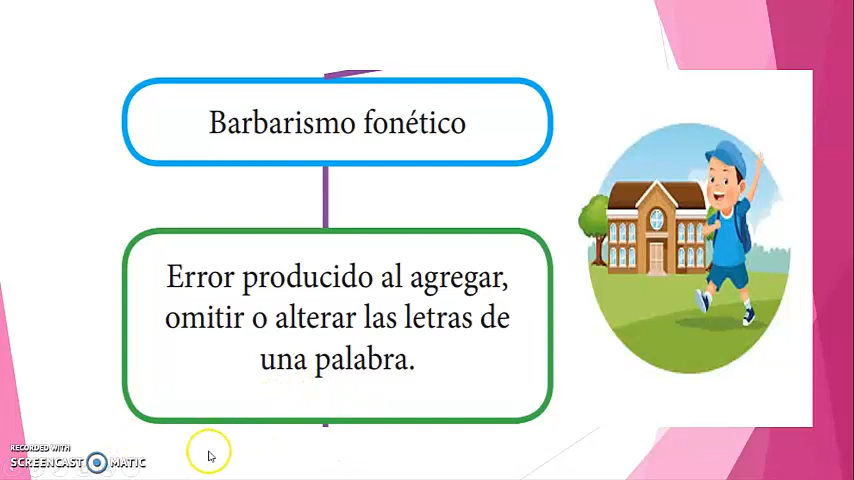 Barbarismo fonético
Error producido al agregar,
omitir o alterar las letras de
una palabra.
RECORDED WITH
SCREENCAST MATIC